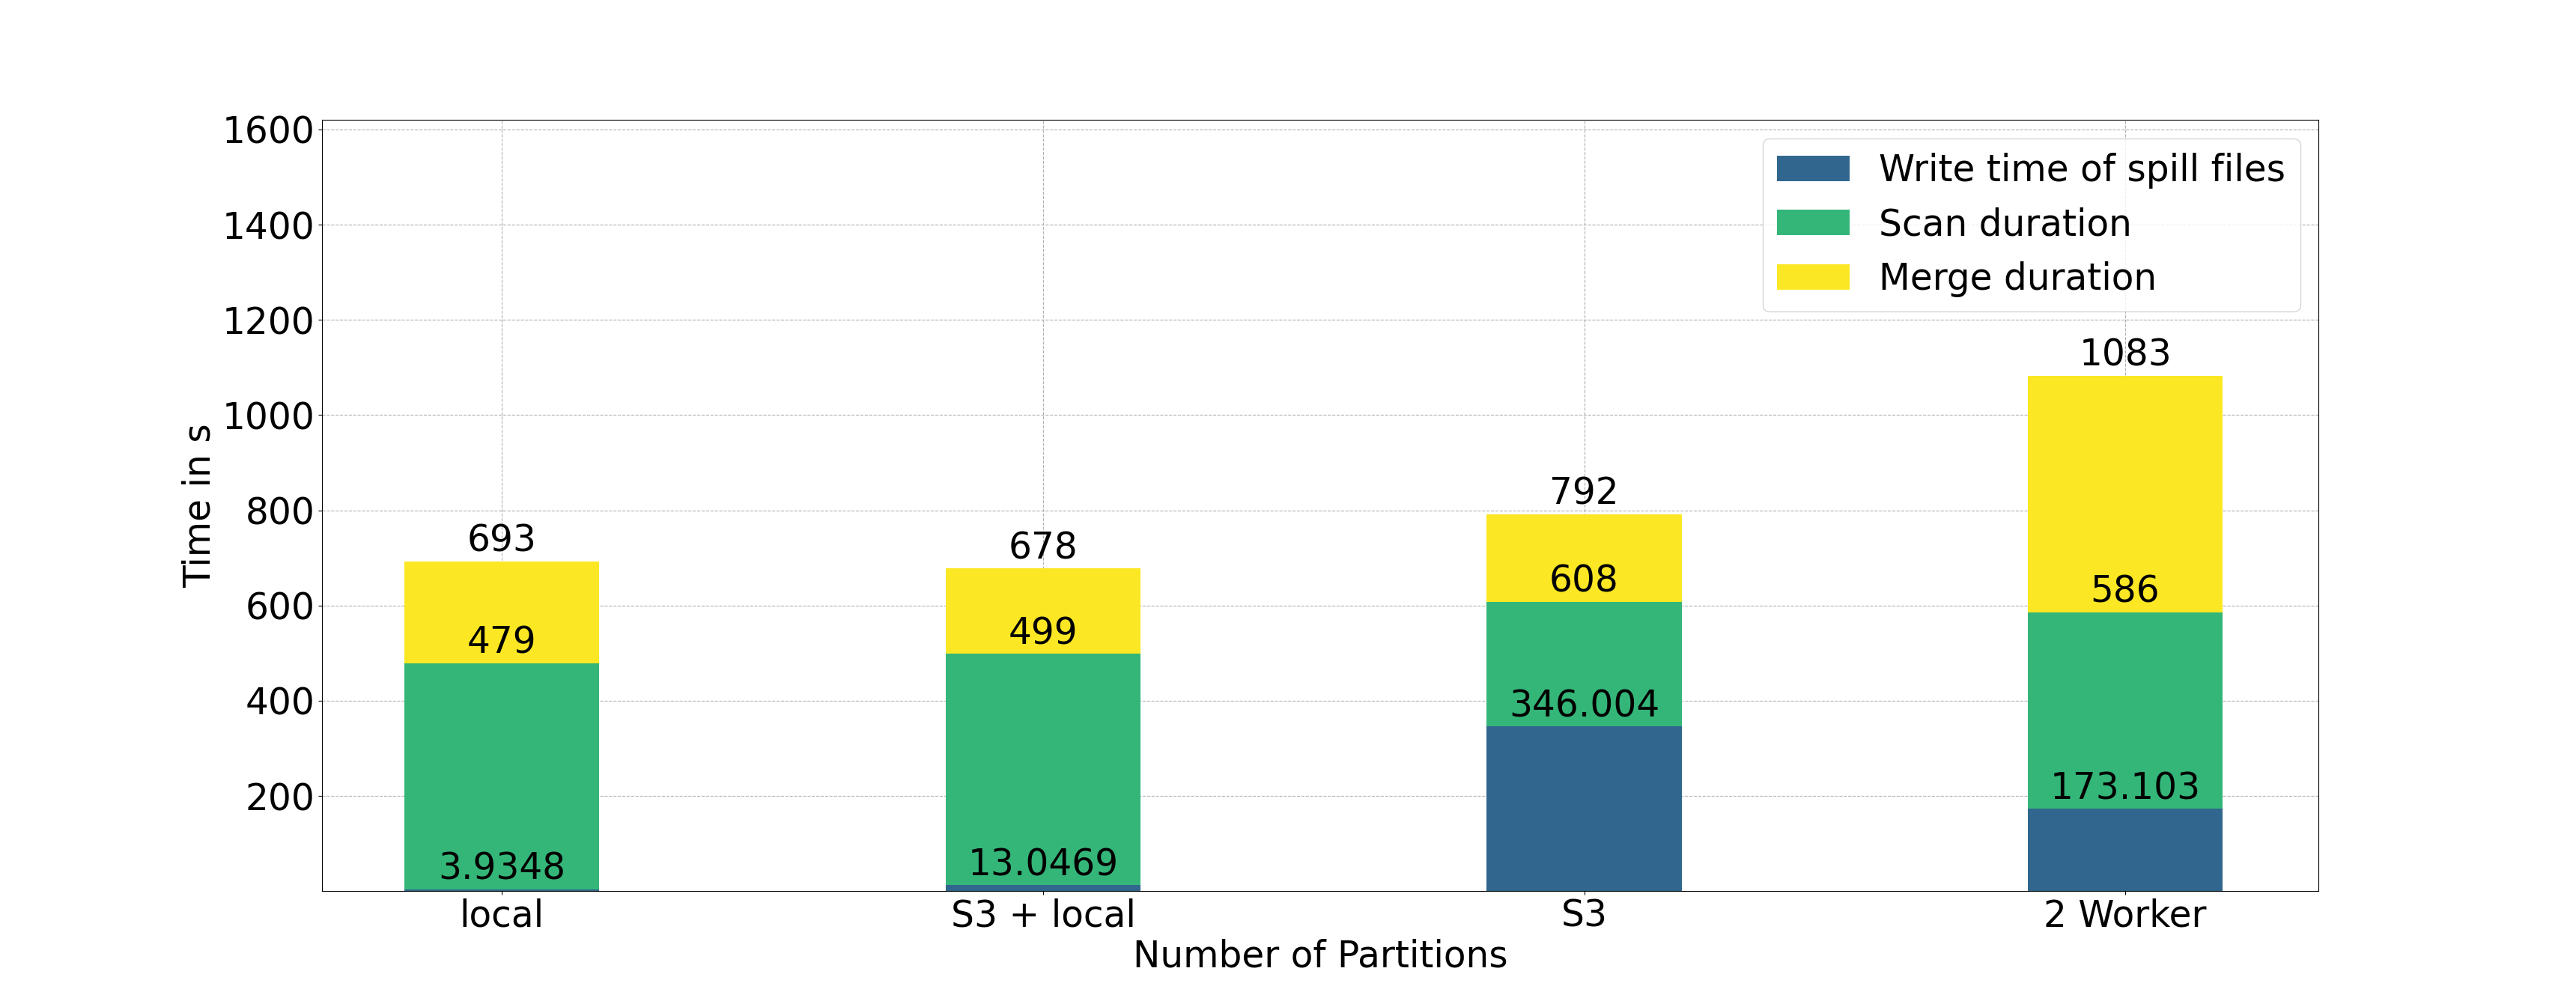 1600
1400
1200
1000
800
600
400
200
Time in s
Write time of spill files
Scan duration
Merge duration
693
479
3.9348
678
499
13.0469
792
608
346.004
1083
586
173.103
local
S3 + local
S3
2 Worker
Number of Partitions